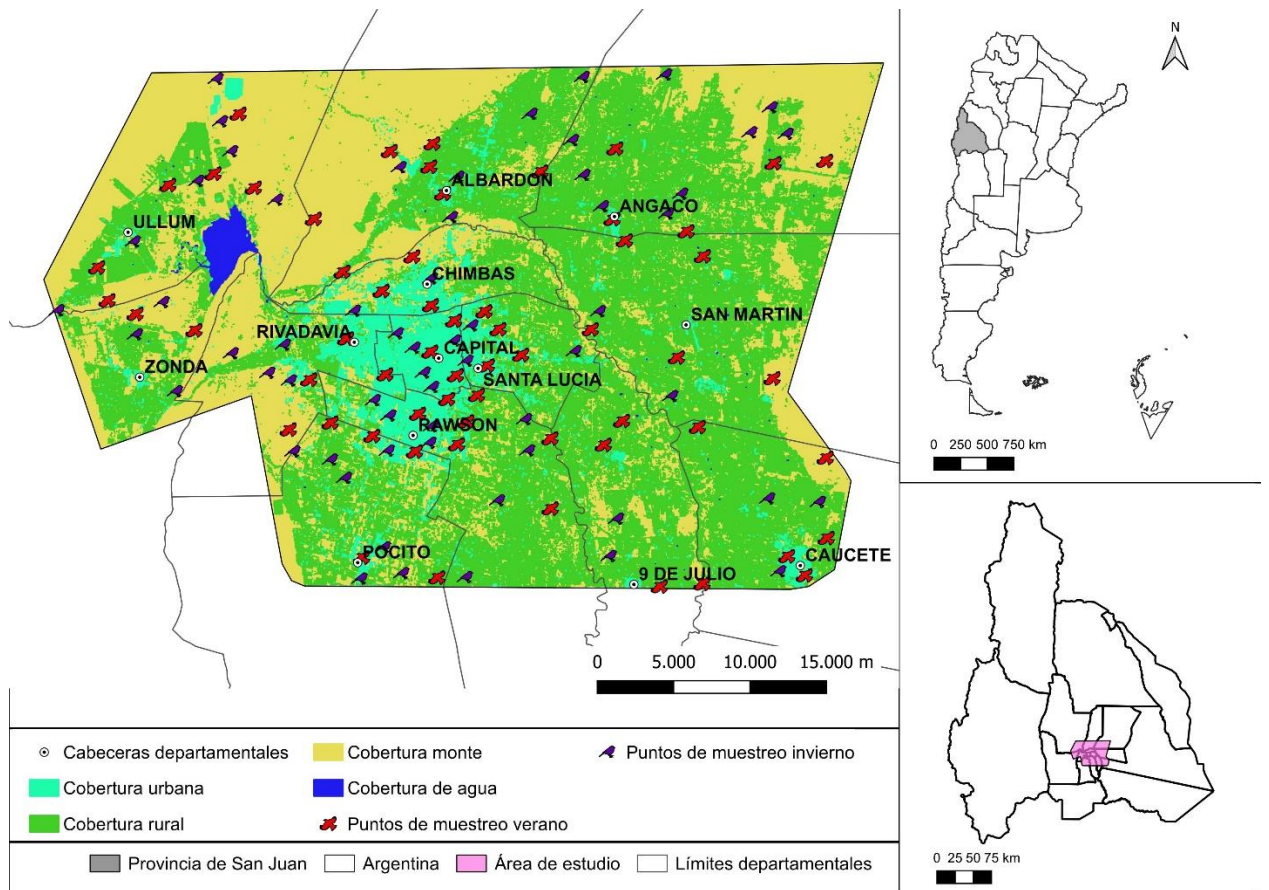 ULLUM
ALBARDON
ANGACO
CHIMBAS
RIVADAVIA
SAN MARTIN
CAPITAL
ZONDA
SANTA LUCIA
RAWSON
POCITO
CAUCETE
9 DE JULIO
0 5.000 10.000 15.000 m
N
0 250 500 750 km
0 25 50 75 km
Cabeceras departamentales
Cobertura monte
Puntos de muestreo invierno
Cobertura urbana
Cobertura de agua
Cobertura rural
Puntos de muestreo verano
Provincia de San Juan
Argentina
Área de estudio
Límites departamentales